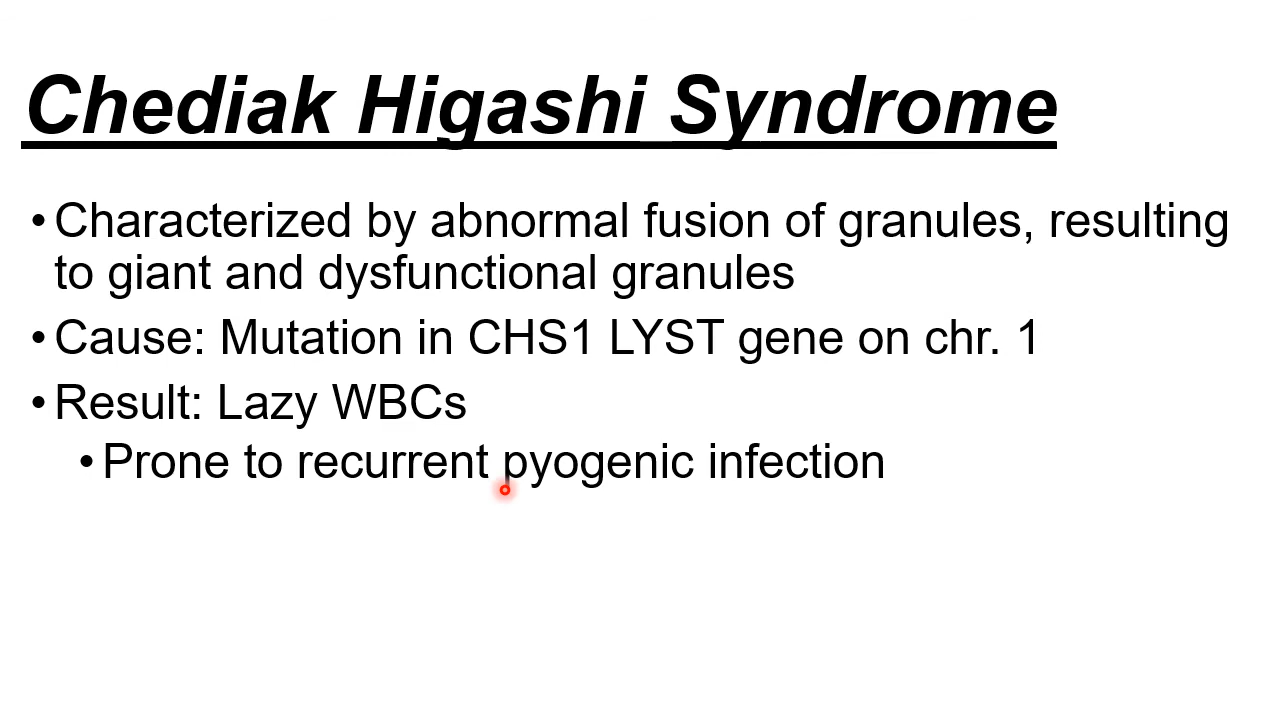 Chediak Higashi Syndrome
• Characterized by abnormal fusion of granules, resulting
to giant and dysfunctional granules
• Cause: Mutation in CHS1 LYST gene on chr. 1
• Result: Lazy WBCs
• Prone to recurrent pyogenic infection